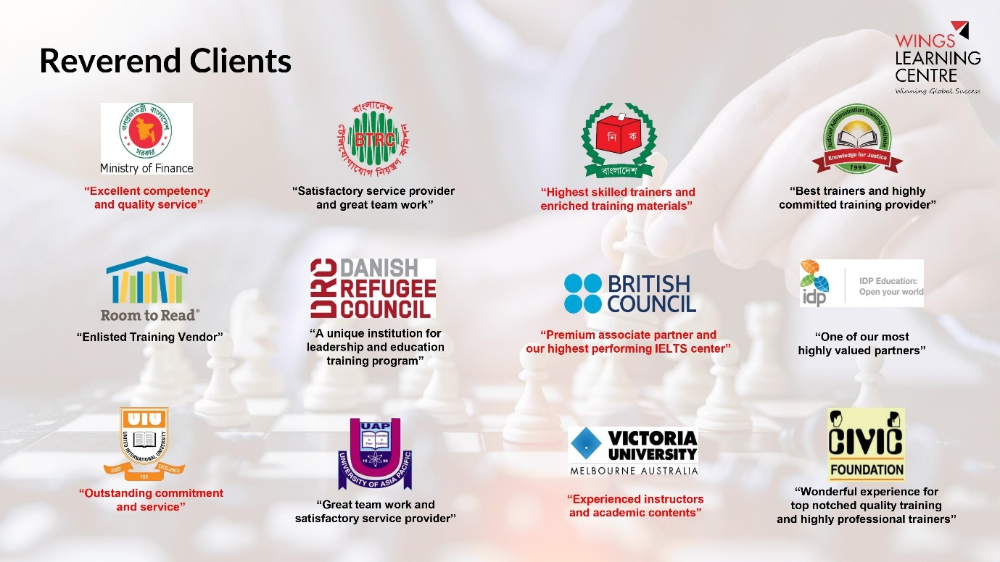 Reverend Clients
WINGS
LEARNING
CENTRE
Winning Global Success
গণপ্রজাতন্ত্রী বাংলাদেশ
সরকার
Ministry of Finance
“Excellent competency
and quality service”
বাংলাদেশ
BTRC
টেলিযোগাযোগ নিয়ন্ত্রণ কমিশন
“Satisfactory service provider
and great team work”
নি ক
বাংলাদেশ
“Highest skilled trainers and
enriched training materials”
Judicial Administration Training Institute
Knowledge for Justice
1996
“Best trainers and highly
committed training provider”
Room to Read®
“Enlisted Training Vendor”
DRC
DANISH
REFUGEE
COUNCIL
“A unique institution for
leadership and education
training program”
BRITISH
COUNCIL
“Premium associate partner and
our highest performing IELTS center”
idp
IDP Education:
Open your world
“One of our most
highly valued partners”
UIU
UNITED INTERNATIONAL UNIVERSITY
QUEST FOR EXCELLENCE
“Outstanding commitment
and service”
UAP
19 96
UNIVERSITY OF ASIA PACIFIC
“Great team work and
satisfactory service provider”
VICTORIA
UNIVERSITY
MELBOURNE AUSTRALIA
“Experienced instructors
and academic contents”
CIVIC
FOUNDATION
“Wonderful experience for
top notched quality training
and highly professional trainers”